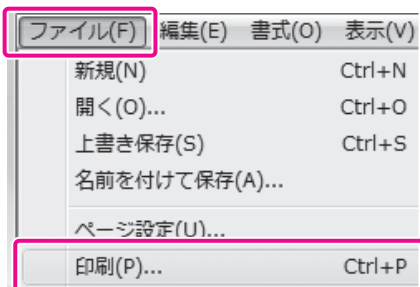 ファイル(F) 編集(E) 書式(O) 表示(V)
新規(N) Ctrl+N
開く(O)... Ctrl+O
上書き保存(S) Ctrl+S
名前を付けて保存(A)...
ページ設定(U)...
印刷(P)... Ctrl+P